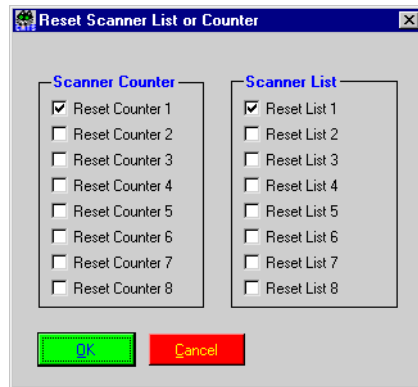 Reset Scanner List or Counter
Scanner Counter
Reset Counter 1
Reset Counter 2
Reset Counter 3
Reset Counter 4
Reset Counter 5
Reset Counter 6
Reset Counter 7
Reset Counter 8
Scanner List
Reset List 1
Reset List 2
Reset List 3
Reset List 4
Reset List 5
Reset List 6
Reset List 7
Reset List 8
OK
Cancel